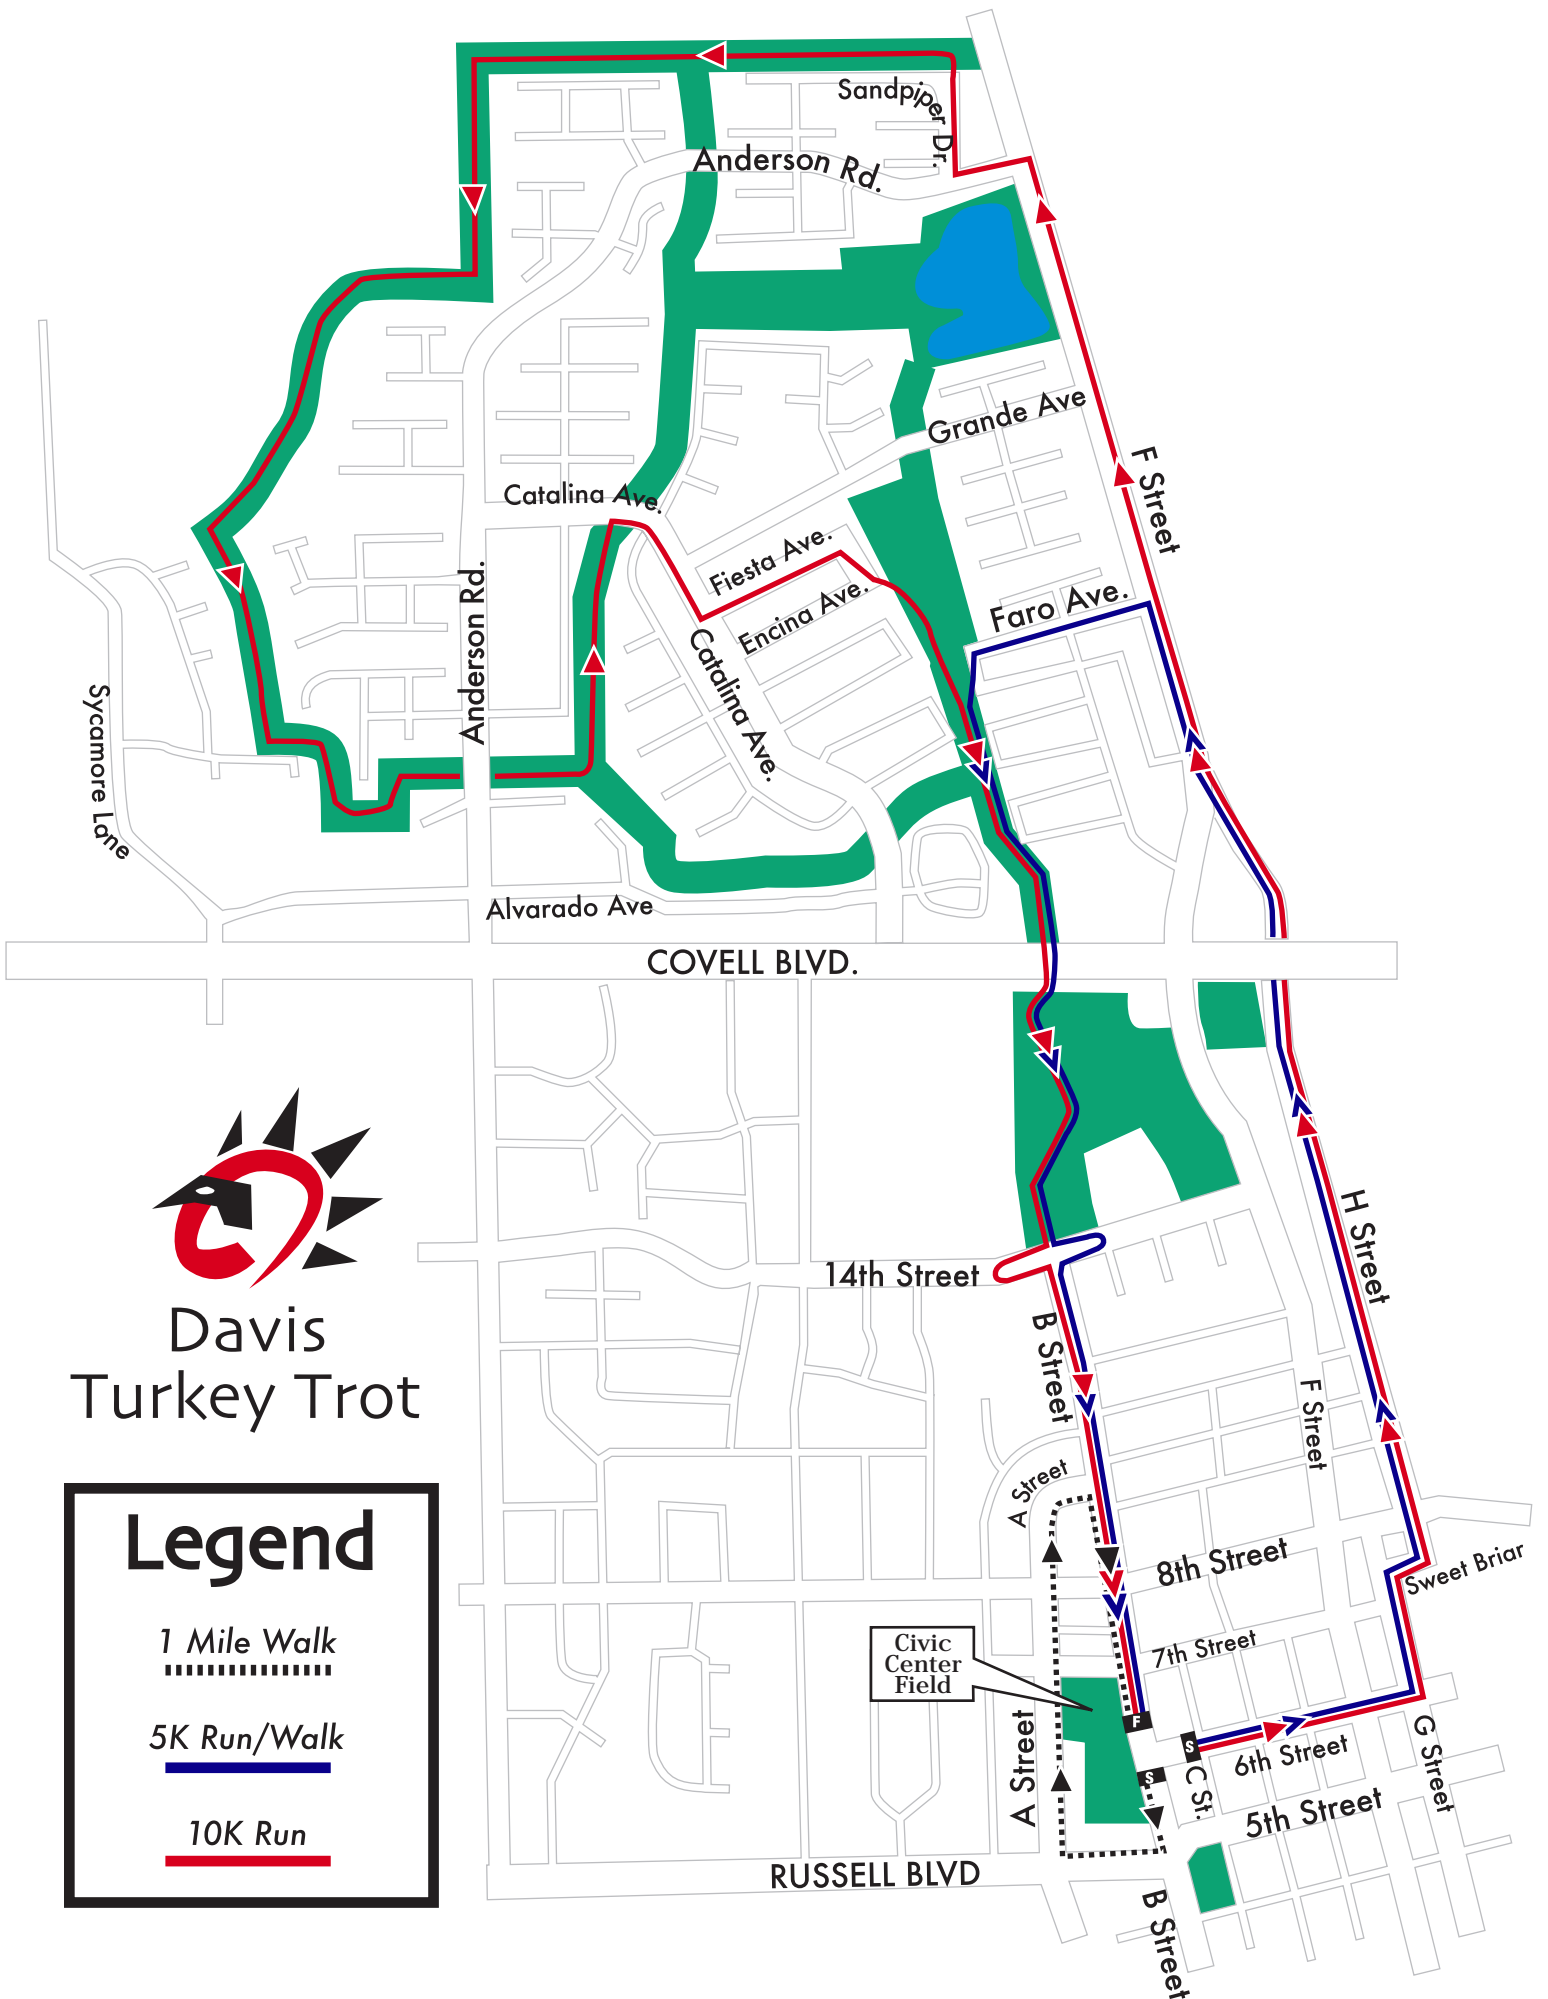 Sandpiper Dr.
Anderson Rd.
Grande Ave
F Street
Catalina Ave.
Fiesta Ave.
Encina Ave.
Faro Ave.
Anderson Rd.
Catalina Ave.
Sycamore Lane
Alvarado Ave
COVELL BLVD.
H Street
14th Street
B Street
F Street
Davis
Turkey Trot
A Street
8th Street
Sweet Briar
7th Street
Civic
Center
Field
F
S
S
6th Street
G Street
C St.
A Street
5th Street
RUSSELL BLVD
B Street
Legend
1 Mile Walk
5K Run/Walk
10K Run